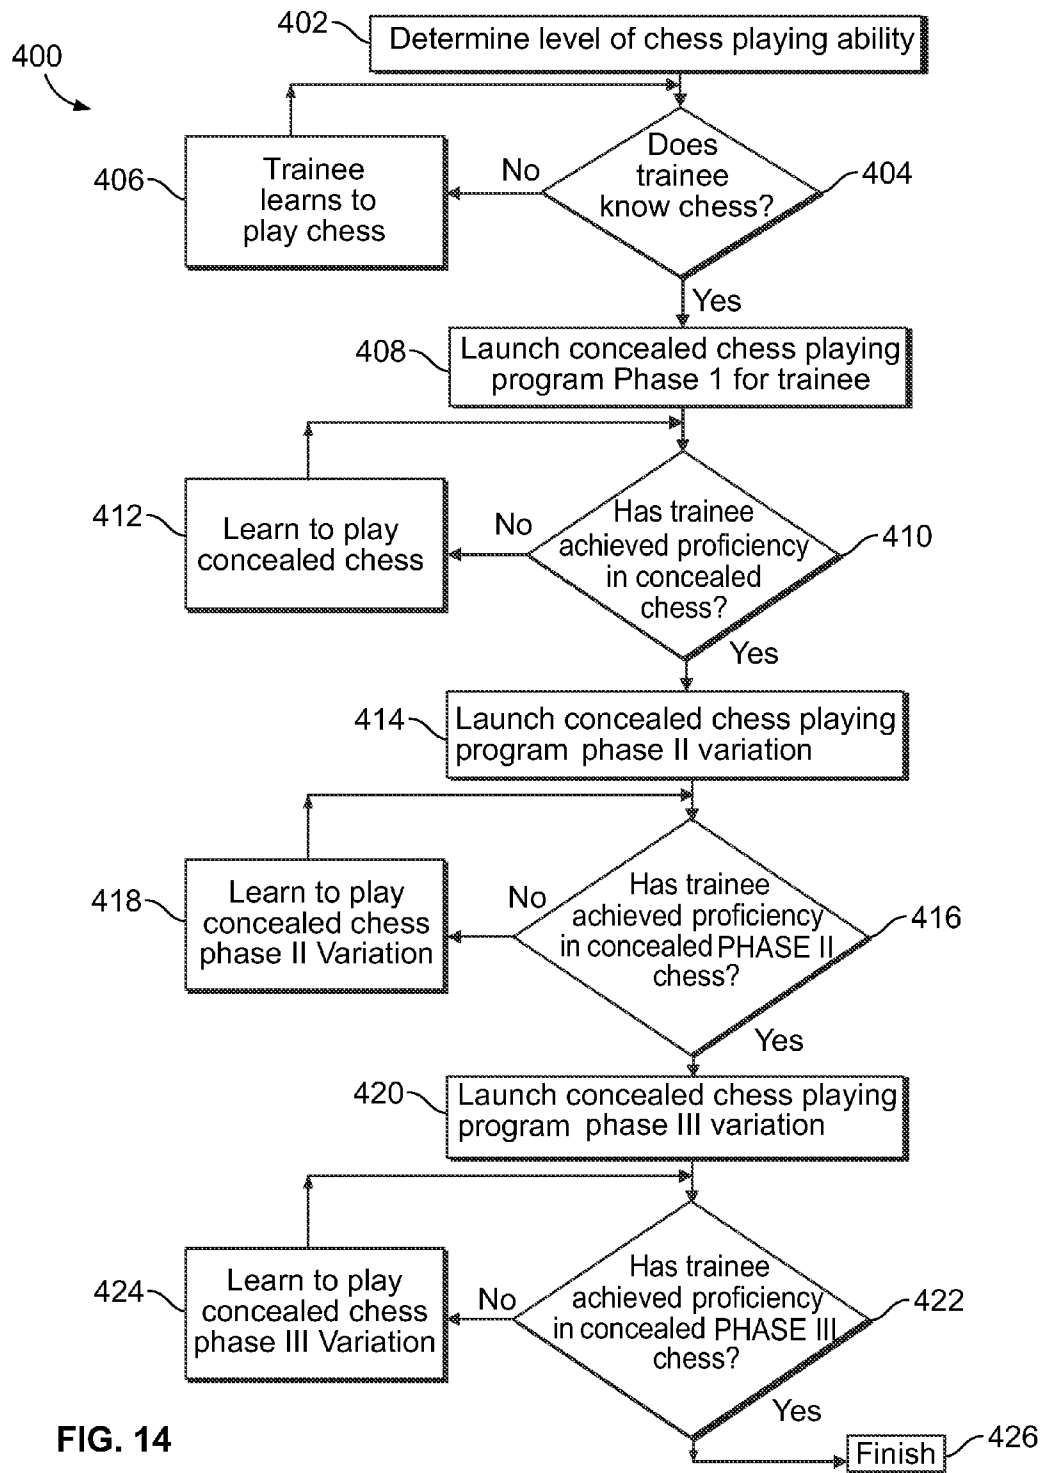 402
Determine level of chess playing ability
400
Does
trainee
know chess?
404
No
406
Trainee
learns to
play chess
Yes
408
Launch concealed chess playing
program Phase 1 for trainee
412
Learn to play
concealed chess
No
Has trainee
achieved proficiency
in concealed
chess?
410
Yes
414
Launch concealed chess playing
program phase II variation
418
Learn to play
concealed chess
phase II Variation
No
Has trainee
achieved proficiency
in concealed PHASE II
chess?
416
Yes
420
Launch concealed chess playing
program phase III variation
424
Learn to play
concealed chess
phase III Variation
No
Has trainee
achieved proficiency
in concealed PHASE III
chess?
422
Yes
FIG. 14
Finish
426